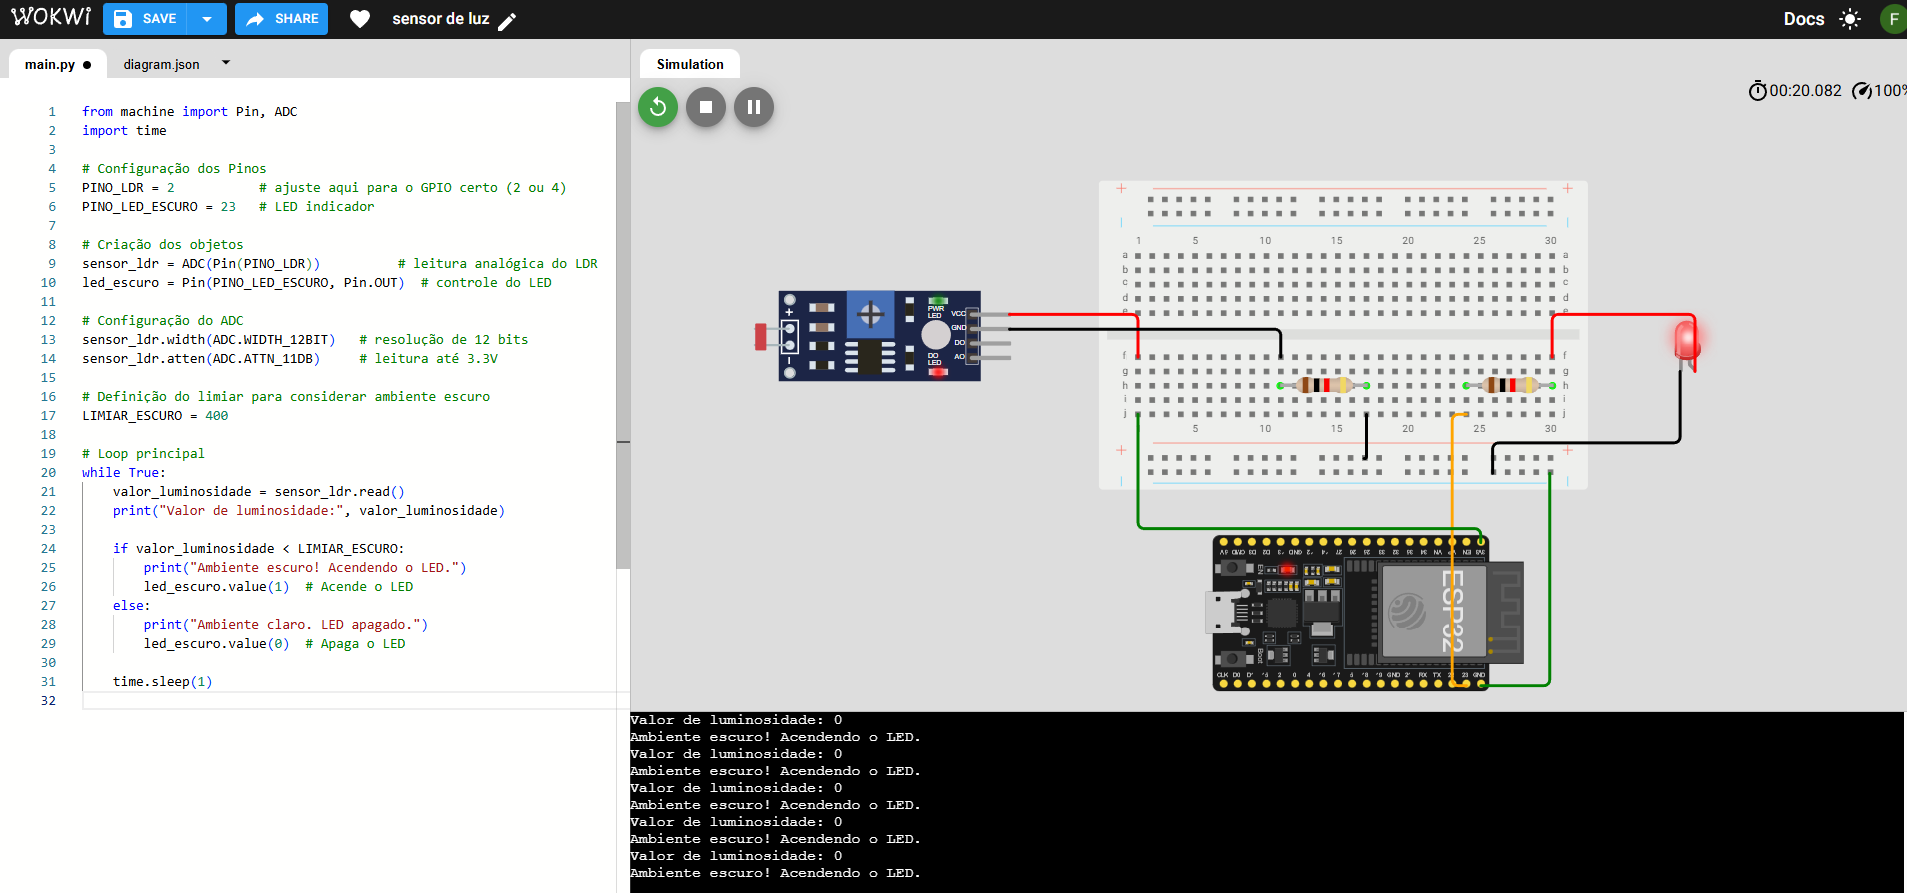 WOKWI SAVE SHARE sensor de luz Docs F
main.py diagram.json
Simulation
00:20.082 100%
1 from machine import Pin, ADC
2 import time
3
4 # Configuração dos Pinos
5 PINO_LDR = 2 # ajuste aqui para o GPIO certo (2 ou 4)
6 PINO_LED_ESCURO = 23 # LED indicador
7
8 # Criação dos objetos
9 sensor_ldr = ADC(Pin(PINO_LDR)) # leitura analógica do LDR
10 led_escuro = Pin(PINO_LED_ESCURO, Pin.OUT) # controle do LED
11
12 # Configuração do ADC
13 sensor_ldr.width(ADC.WIDTH_12BIT) # resolução de 12 bits
14 sensor_ldr.atten(ADC.ATTN_11DB) # leitura até 3.3V
15
16 # Definição do limiar para considerar ambiente escuro
17 LIMIAR_ESCURO = 400
18
19 # Loop principal
20 while True:
21 valor_luminosidade = sensor_ldr.read()
22 print("Valor de luminosidade:", valor_luminosidade)
23
24 if valor_luminosidade < LIMIAR_ESCURO:
25 print("Ambiente escuro! Acendendo o LED.")
26 led_escuro.value(1) # Acende o LED
27 else:
28 print("Ambiente claro. LED apagado.")
29 led_escuro.value(0) # Apaga o LED
30
31 time.sleep(1)
32
+ PWR LED VCC
GND
DO
DO LED AO
1 5 10 15 20 25 30
a a
b b
c c
d d
e e
f f
g g
h h
i i
j j
5 10 15 20 25 30
EN
ESP32
Boot
Valor de luminosidade: 0
Ambiente escuro! Acendendo o LED.
Valor de luminosidade: 0
Ambiente escuro! Acendendo o LED.
Valor de luminosidade: 0
Ambiente escuro! Acendendo o LED.
Valor de luminosidade: 0
Ambiente escuro! Acendendo o LED.
Valor de luminosidade: 0
Ambiente escuro! Acendendo o LED.